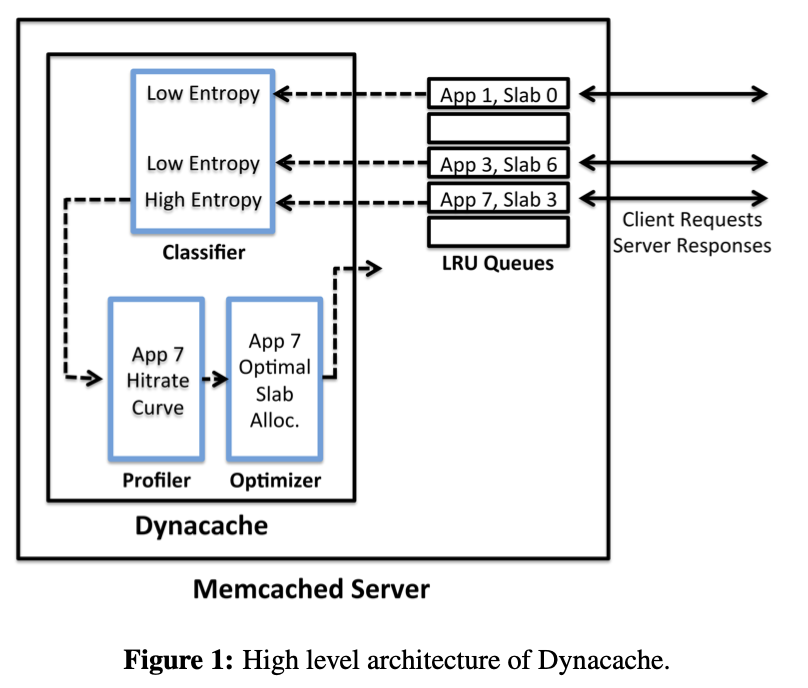 Low Entropy
Low Entropy
High Entropy
Classifier
App 1, Slab 0
App 3, Slab 6
App 7, Slab 3
LRU Queues
Client Requests
Server Responses
App 7
Hitrate
Curve
Profiler
App 7
Optimal
Slab
Alloc.
Optimizer
Dynacache
Memcached Server
Figure 1: High level architecture of Dynacache.